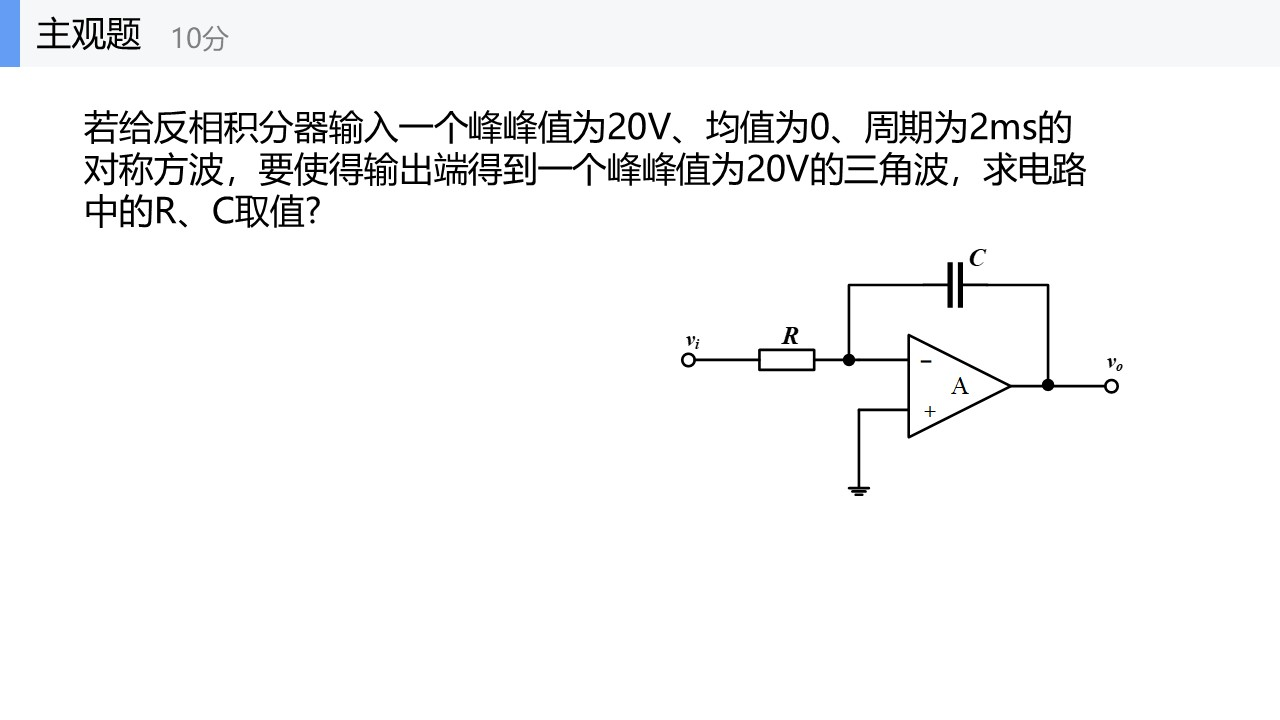 主观题 10分
若给反相积分器输入一个峰峰值为20V、均值为0、周期为2ms的
对称方波，要使得输出端得到一个峰峰值为20V的三角波，求电路
中的R、C取值?
C
R
vi
vo
−
A
+